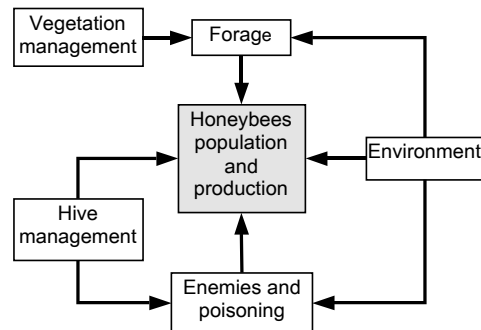 Vegetation
management
Forage
Honeybees
population
and
production
Environment
Hive
management
Enemies and
poisoning